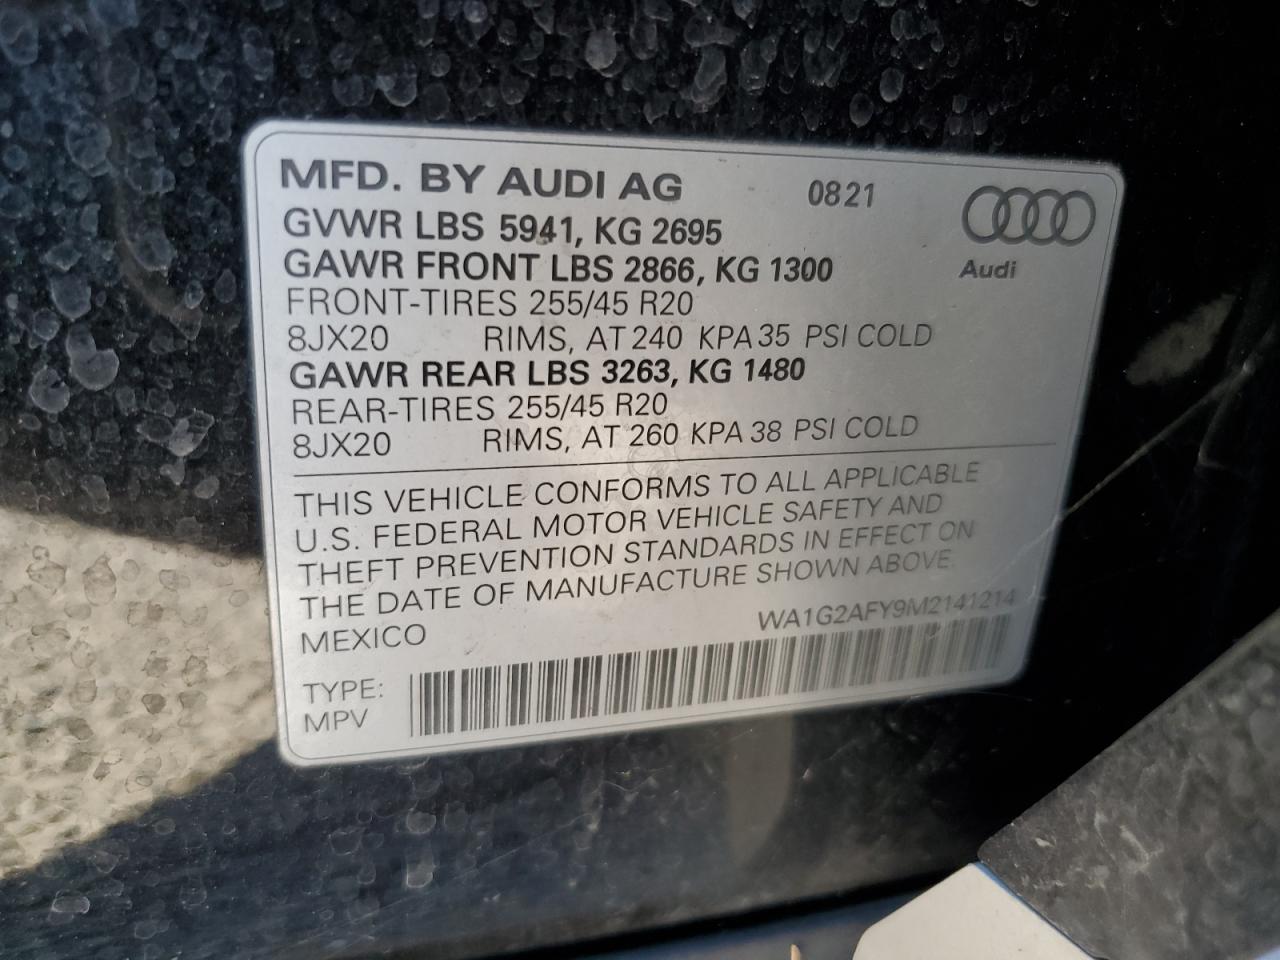 MFD. BY AUDI AG 0821
GVWR LBS 5941, KG 2695
GAWR FRONT LBS 2866, KG 1300
Audi
FRONT-TIRES 255/45 R20
8JX20 RIMS, AT 240 KPA 35 PSI COLD
GAWR REAR LBS 3263, KG 1480
REAR-TIRES 255/45 R20
8JX20 RIMS, AT 260 KPA 38 PSI COLD
THIS VEHICLE CONFORMS TO ALL APPLICABLE
U.S. FEDERAL MOTOR VEHICLE SAFETY AND
THEFT PREVENTION STANDARDS IN EFFECT ON
THE DATE OF MANUFACTURE SHOWN ABOVE.
MEXICO WA1G2AFY9M2141214
TYPE:
MPV